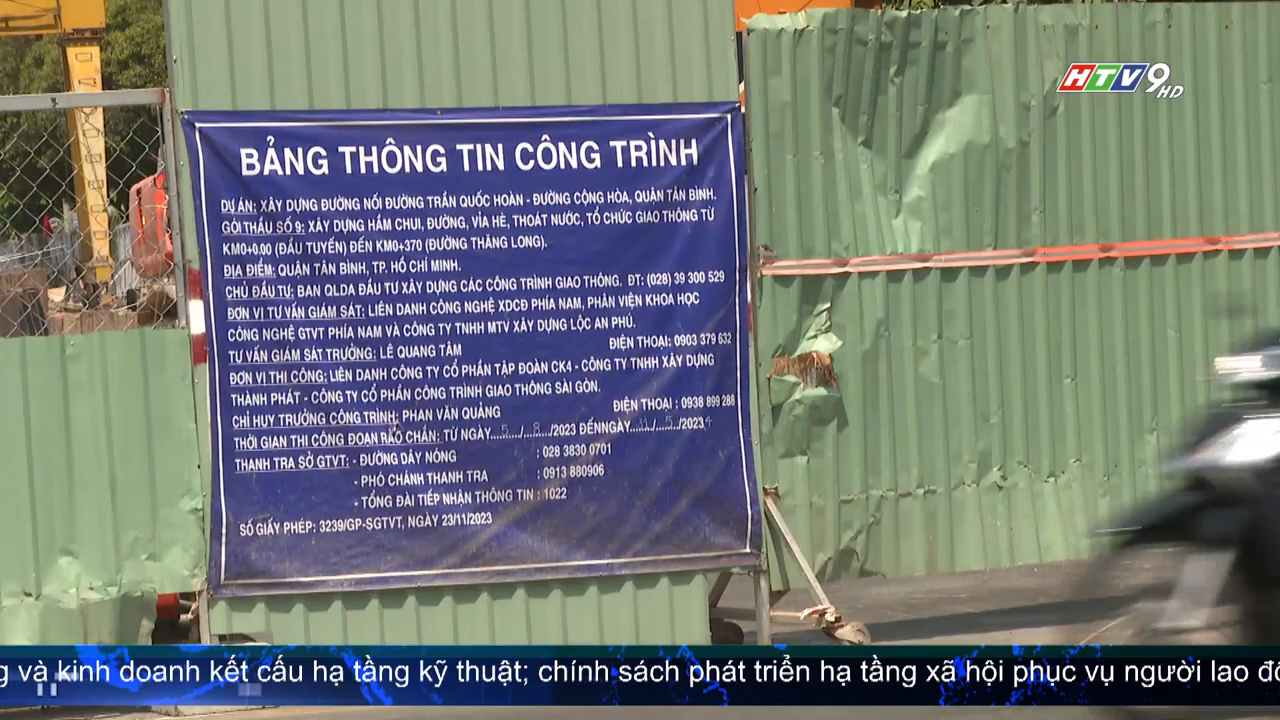 HTV9 HD
BẢNG THÔNG TIN CÔNG TRÌNH
DỰ ÁN: XÂY DỰNG ĐƯỜNG NỐI ĐƯỜNG TRẦN QUỐC HOÀN - ĐƯỜNG CỘNG HÒA, QUẬN TÂN BÌNH.
GÓI THẦU SỐ 9: XÂY DỰNG HẦM CHUI, ĐƯỜNG, VỈA HÈ, THOÁT NƯỚC, TỔ CHỨC GIAO THÔNG TỪ
KM0+0.00 (ĐẦU TUYẾN) ĐẾN KM0+370 (ĐƯỜNG THĂNG LONG).
ĐỊA ĐIỂM: QUẬN TÂN BÌNH, TP. HỒ CHÍ MINH.
CHỦ ĐẦU TƯ: BAN QLDA ĐẦU TƯ XÂY DỰNG CÁC CÔNG TRÌNH GIAO THÔNG. ĐT: (028) 39 300 529
ĐƠN VỊ TƯ VẤN GIÁM SÁT: LIÊN DANH CÔNG NGHỆ XDCĐ PHÍA NAM, PHÂN VIỆN KHOA HỌC
CÔNG NGHỆ GTVT PHÍA NAM VÀ CÔNG TY TNHH MTV XÂY DỰNG LỘC AN PHÚ.
TƯ VẤN GIÁM SÁT TRƯỞNG: LÊ QUANG TÂM ĐIỆN THOẠI: 0903 379 632
ĐƠN VỊ THI CÔNG: LIÊN DANH CÔNG TY CỔ PHẦN TẬP ĐOÀN CK4 - CÔNG TY TNHH XÂY DỰNG
THÀNH PHÁT - CÔNG TY CỔ PHẦN CÔNG TRÌNH GIAO THÔNG SÀI GÒN.
CHỈ HUY TRƯỞNG CÔNG TRÌNH: PHAN VĂN QUẢNG ĐIỆN THOẠI : 0938 899 288
THỜI GIAN THI CÔNG ĐOẠN RÀO CHẮN: TỪ NGÀY...5..../...8..../2023 ĐẾNNGÀY...31.../...5..../2023
THANH TRA SỞ GTVT: - ĐƯỜNG DÂY NÓNG : 028 3830 0701
- PHÓ CHÁNH THANH TRA : 0913 880906
- TỔNG ĐÀI TIẾP NHẬN THÔNG TIN : 1022
SỐ GIẤY PHÉP: 3239/GP-SGTVT, NGÀY 23/11/2023
g và kinh doanh kết cấu hạ tầng kỹ thuật; chính sách phát triển hạ tầng xã hội phục vụ người lao độ